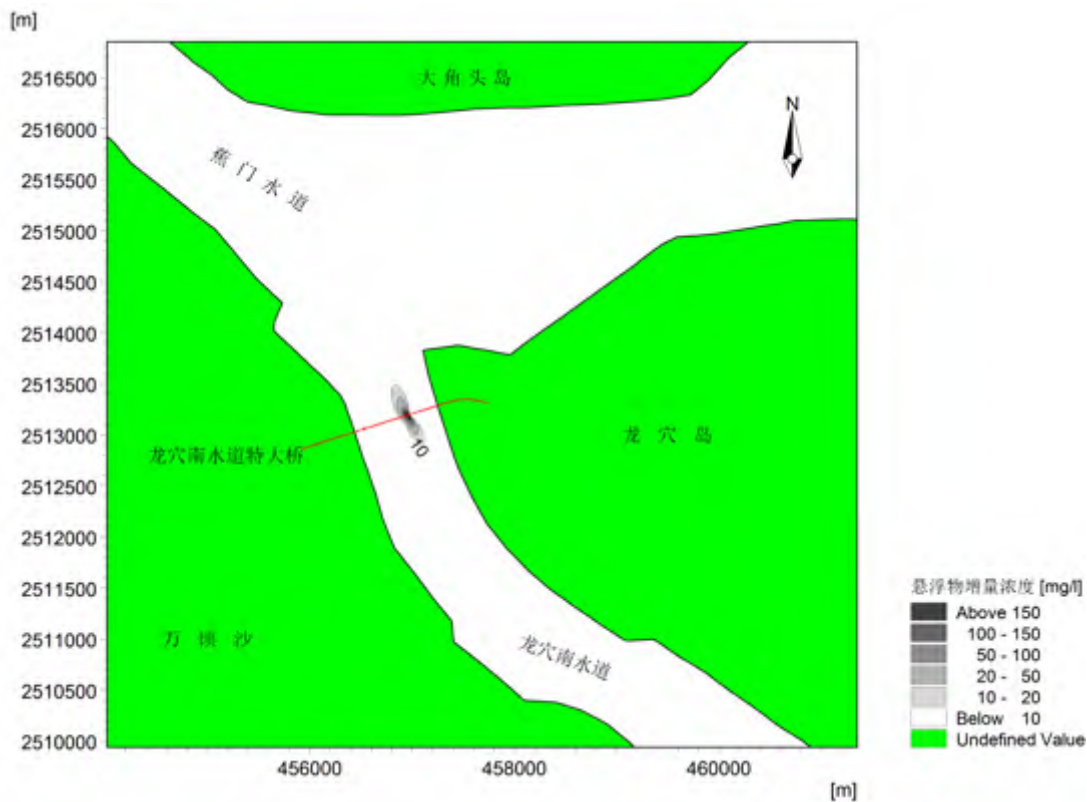 [m]
2516500
2516000
2515500
2515000
2514500
2514000
2513500
2513000
2512500
2512000
2511500
2511000
2510500
2510000
大角头岛
N
蕉门水道
龙穴岛
龙穴南水道特大桥
10
万顷沙
龙穴南水道
456000 458000 460000
[m]
悬浮物增量浓度 [mg/l]
Above 150
100 - 150
50 - 100
20 - 50
10 - 20
Below 10
Undefined Value